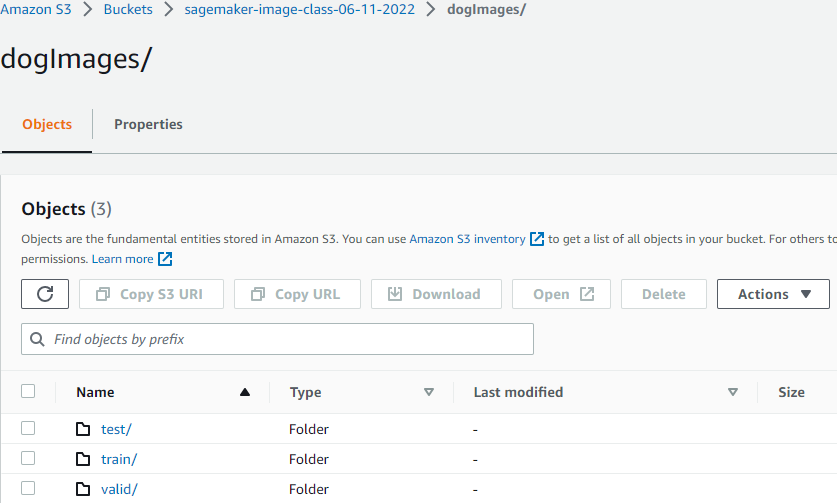 Amazon S3 > Buckets > sagemaker-image-class-06-11-2022 > dogImages/
dogImages/
Objects Properties
Objects (3)
Objects are the fundamental entities stored in Amazon S3. You can use Amazon S3 inventory to get a list of all objects in your bucket. For others to
permissions. Learn more
Copy S3 URI Copy URL Download Open Delete Actions
Find objects by prefix
Name Type Last modified Size
test/ Folder -
train/ Folder -
valid/ Folder -